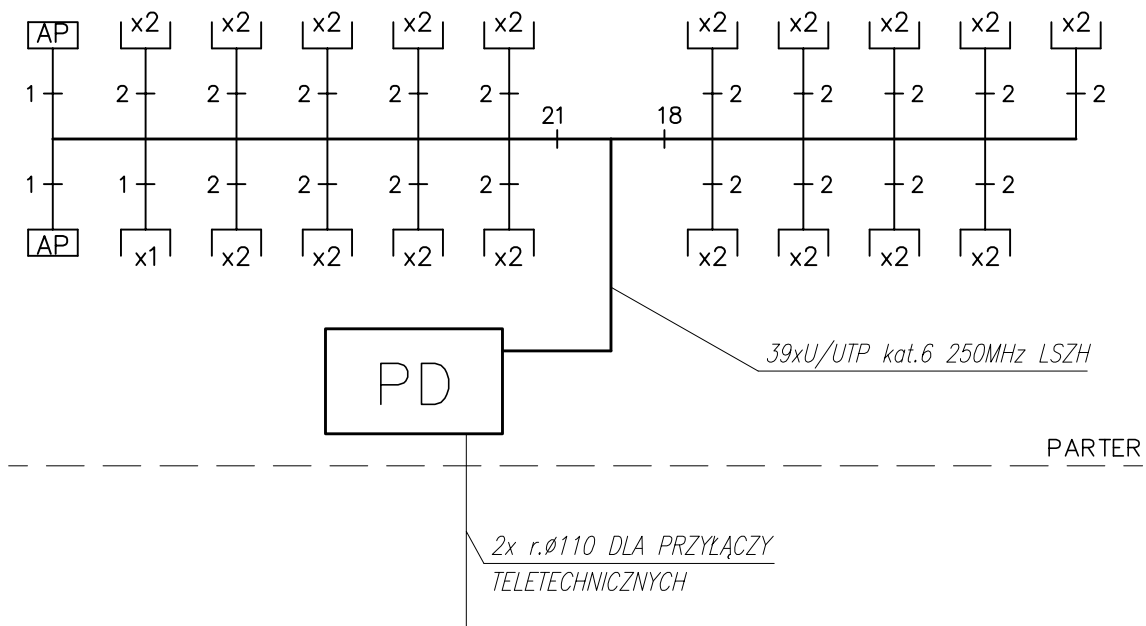 AP x2 x2 x2 x2 x2 x2 x2 x2 x2 x2
1 2 2 2 2 2 2 2 2 2 2
21 18
1 1 2 2 2 2 2 2 2 2
AP x1 x2 x2 x2 x2 x2 x2 x2 x2
39xU/UTP kat.6 250MHz LSZH
PD
PARTER
2x r.ø110 DLA PRZYŁĄCZY
TELETECHNICZNYCH